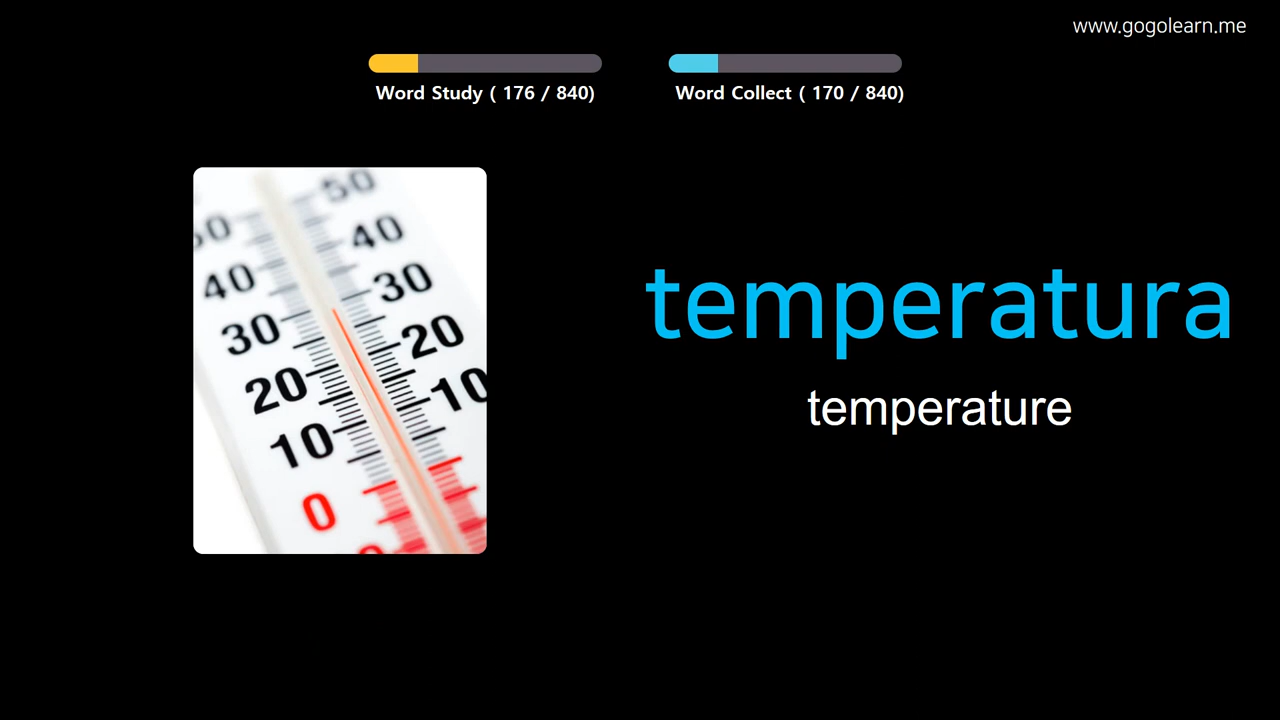 www.gogolearn.me
Word Study ( 176 / 840)
Word Collect ( 170 / 840)
50
40
40
30
30
20
20
10
10
0
temperatura
temperature